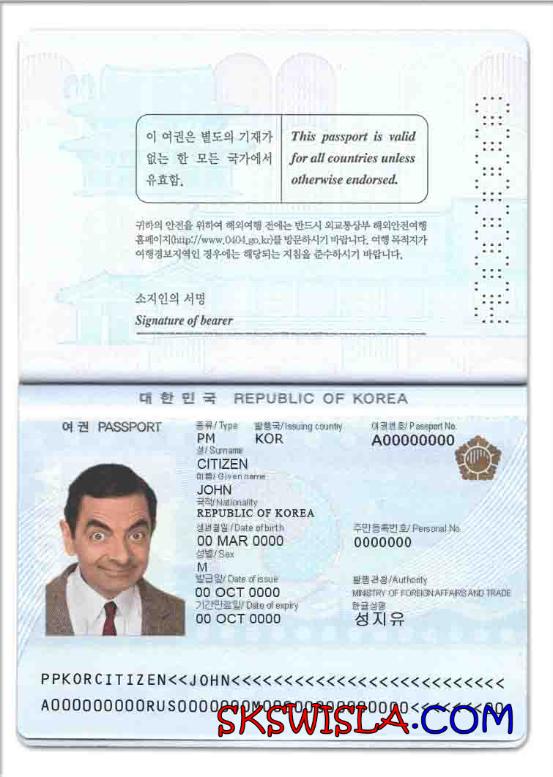 이 여권은 별도의 기재가
없는 한 모든 국가에서
유효함.
This passport is valid
for all countries unless
otherwise endorsed.
귀하의 안전을 위하여 해외여행 전에는 반드시 외교통상부 해외안전여행
홈페이지(http://www.0404.go.kr)를 방문하시기 바랍니다. 여행 목적지가
여행경보지역인 경우에는 해당되는 지침을 준수하시기 바랍니다.
소지인의 서명
Signature of bearer
대 한 민 국 REPUBLIC OF KOREA
여 권 PASSPORT
종류/Type 발행국/Issuing country 여권번호/Passport No.
PM KOR A00000000
성/Surname
CITIZEN
이름/Given name
JOHN
국적/Nationality
REPUBLIC OF KOREA
생년월일/Date of birth 주민등록번호/Personal No.
00 MAR 0000 0000000
성별/Sex
M
발급일/Date of issue 발행관청/Authority
00 OCT 0000 MINISTRY OF FOREIGN AFFAIRS AND TRADE
기간만료일/Date of expiry 한글성명
00 OCT 0000 성지유
PPKORCITIZEN<<JOHN<<<<<<<<<<<<<<<<<<<<<<<<<<
A000000000RUS0000000M00000000000000<<<<<<<00
SKSWISLA.COM